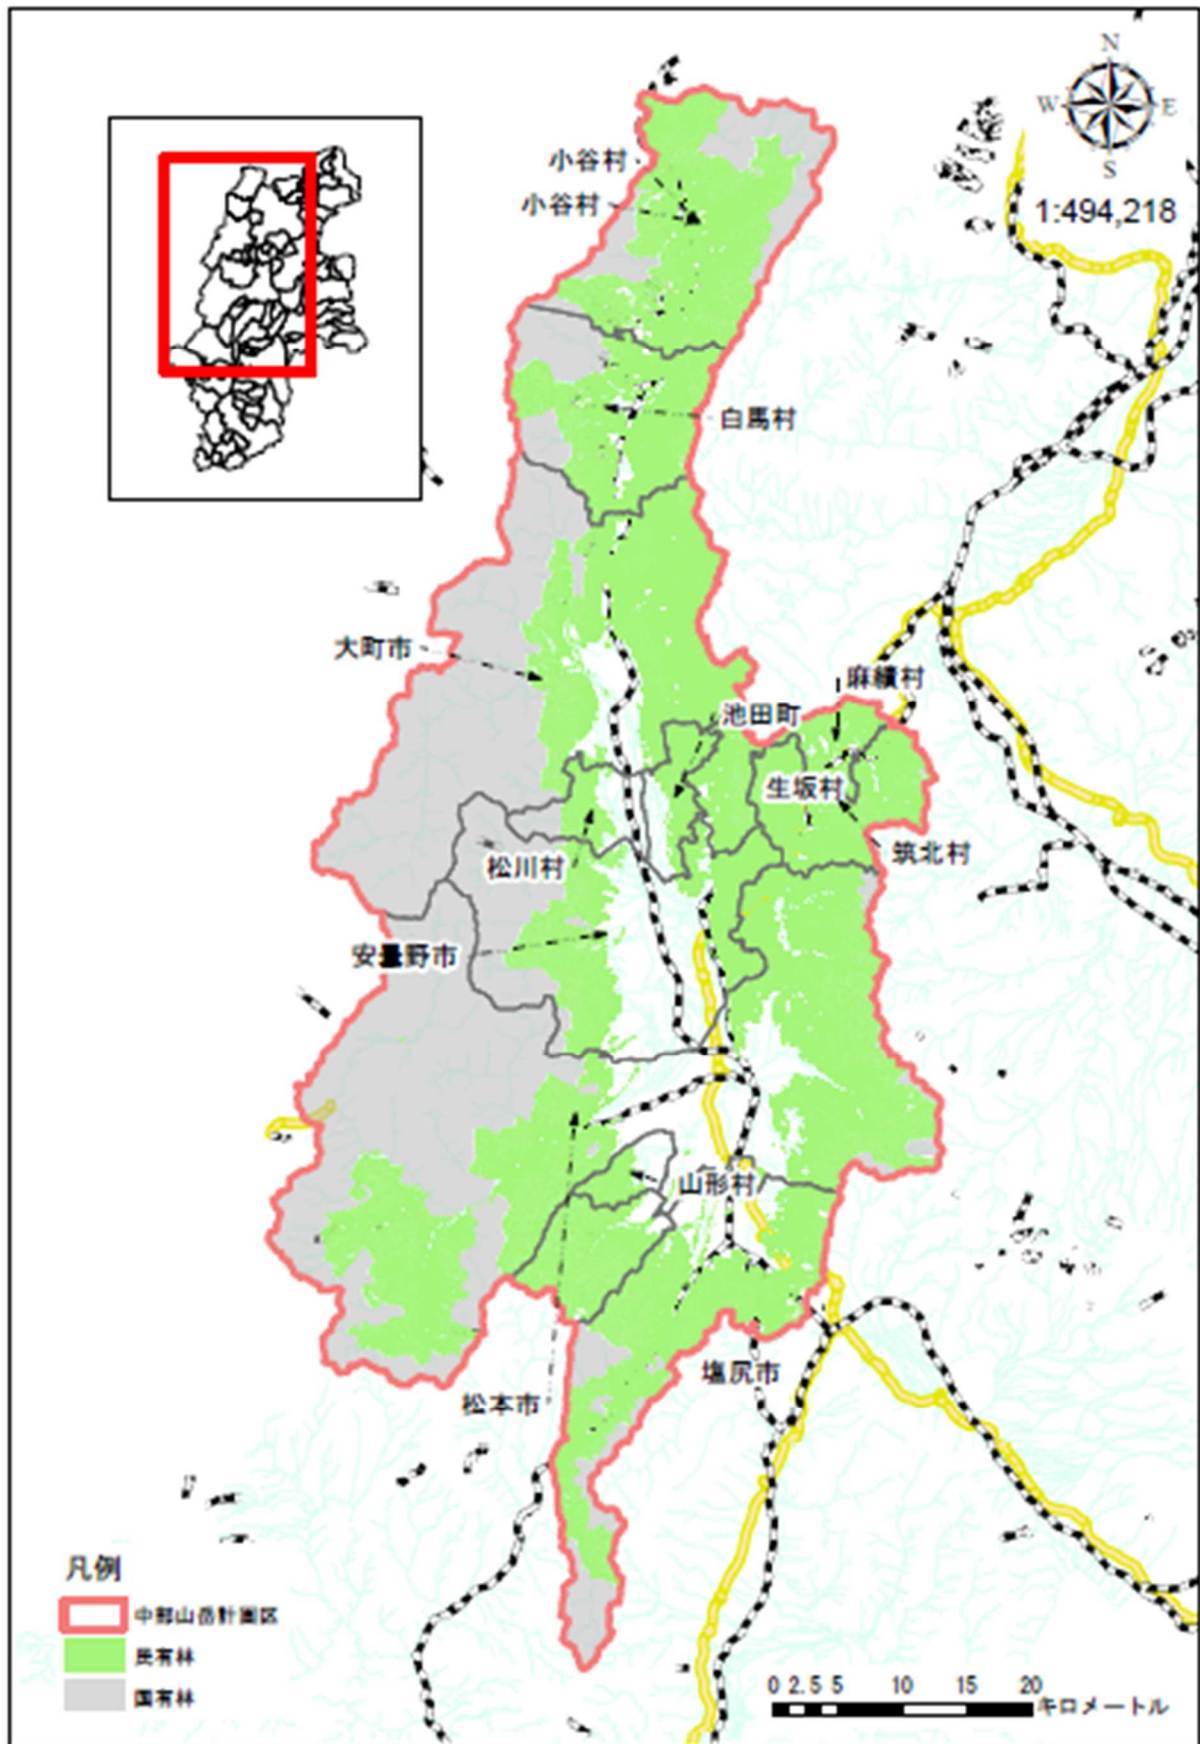 N
W
E
S
1:494,218
小谷村
小谷村
白馬村
大町市
麻績村
池田町
生坂村
筑北村
松川村
安曇野市
山形村
塩尻市
松本市
凡例
中部山岳計画区
民有林
国有林
0 2.5 5 10 15 20
キロメートル